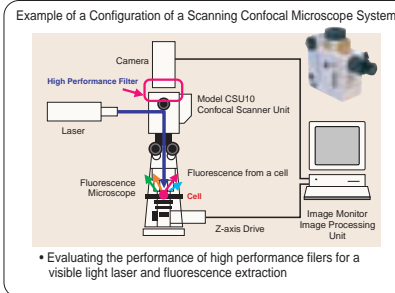 Example of a Configuration of a Scanning Confocal Microscope System
Camera
High Performance Filter
Model CSU10
Confocal Scanner Unit
Laser
Fluorescence from a cell
Fluorescence
Microscope
Cell
Z-axis Drive
Image Monitor
Image Processing
Unit
• Evaluating the performance of high performance filers for a
visible light laser and fluorescence extraction